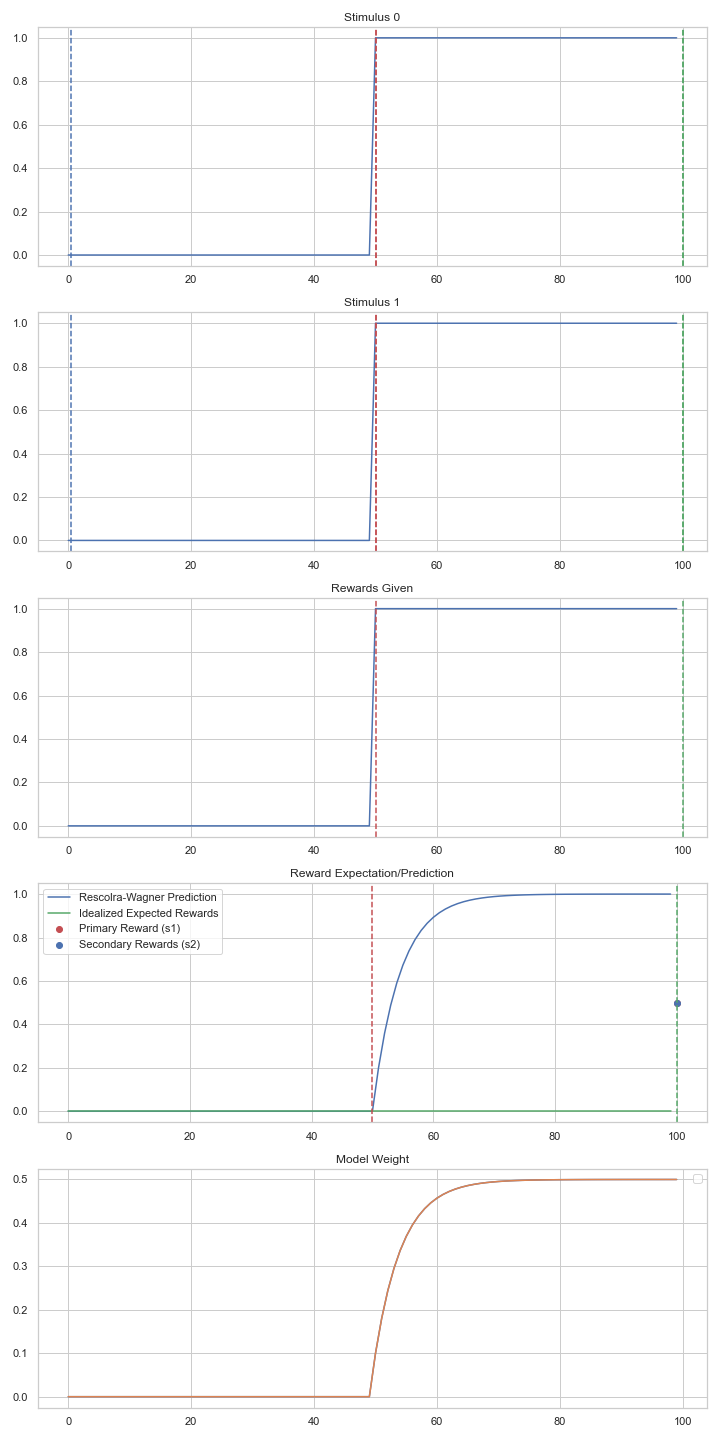 Stimulus 0
1.0
0.8
0.6
0.4
0.2
0.0
0 20 40 60 80 100
Stimulus 1
1.0
0.8
0.6
0.4
0.2
0.0
0 20 40 60 80 100
Rewards Given
1.0
0.8
0.6
0.4
0.2
0.0
0 20 40 60 80 100
Reward Expectation/Prediction
Rescolra-Wagner Prediction
Idealized Expected Rewards
Primary Reward (s1)
Secondary Rewards (s2)
1.0
0.8
0.6
0.4
0.2
0.0
0 20 40 60 80 100
Model Weight
0.5
0.4
0.3
0.2
0.1
0.0
0 20 40 60 80 100